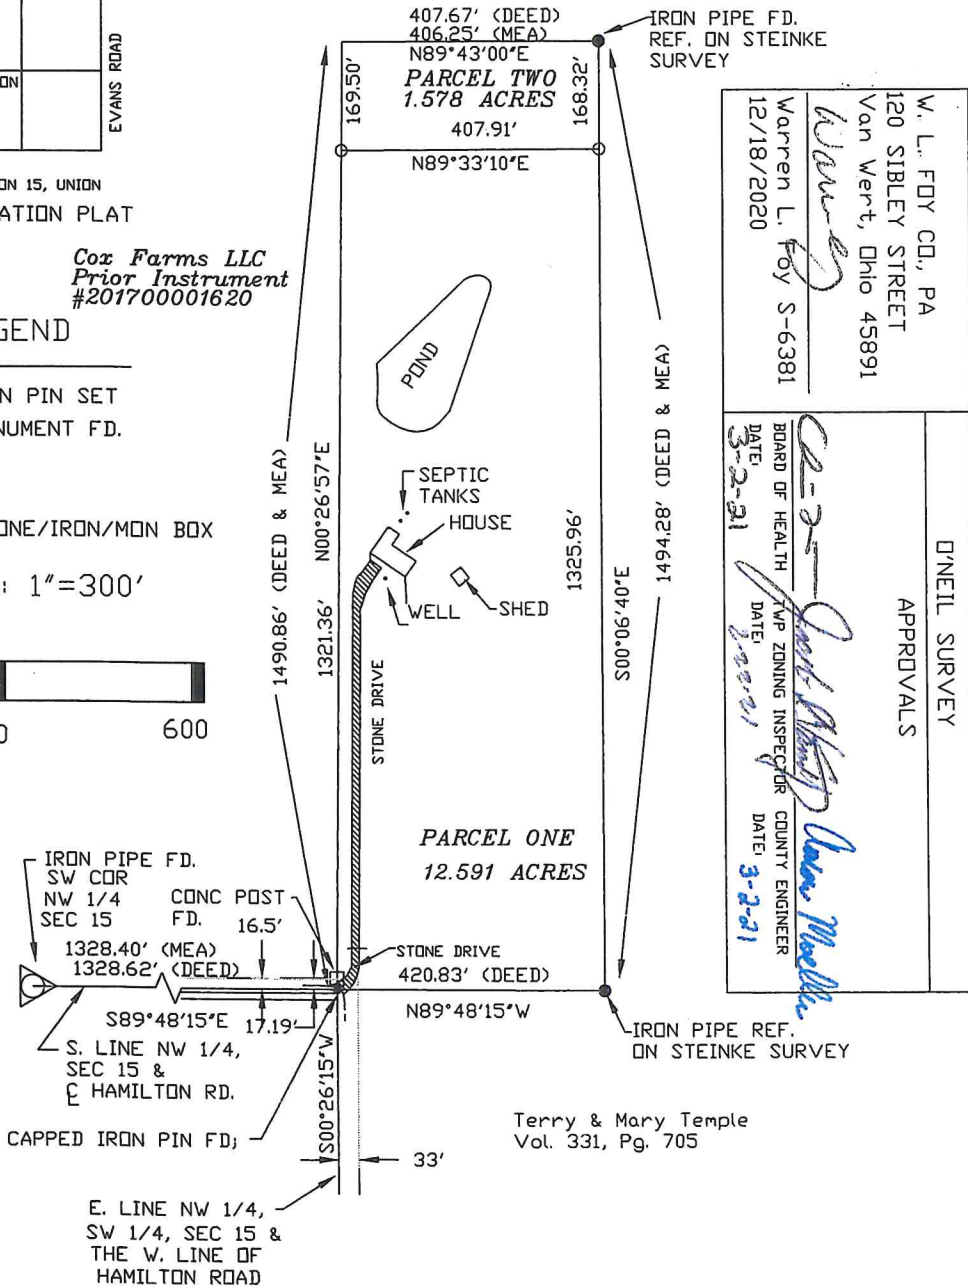 407.67' (DEED)
406.25' (MEA)
N89°43'00"E
PARCEL TWO
1.578 ACRES
169.50'
168.32'
407.91'
N89°33'10"E
IRON PIPE FD.
REF. ON STEINKE
SURVEY
ON
EVANS ROAD
ON 15, UNION
ATION PLAT
Cox Farms LLC
Prior Instrument
#201700001620
GEND
N PIN SET
NUMENT FD.
ONE/IRON/MON BOX
: 1"=300'
600
1490.86' (DEED & MEA)
N00°26'57"E
1321.36'
POND
SEPTIC
TANKS
HOUSE
WELL
SHED
STONE DRIVE
1325.96'
S00°06'40"E
1494.28' (DEED & MEA)
PARCEL ONE
12.591 ACRES
IRON PIPE FD.
SW COR
NW 1/4
SEC 15
CONC POST
FD.
16.5'
1328.40' (MEA)
1328.62' (DEED)
S89°48'15"E
17.19'
S. LINE NW 1/4,
SEC 15 &
℄ HAMILTON RD.
STONE DRIVE
420.83' (DEED)
N89°48'15"W
IRON PIPE REF.
ON STEINKE SURVEY
CAPPED IRON PIN FD;
S00°26'15"W
33'
E. LINE NW 1/4,
SW 1/4, SEC 15 &
THE W. LINE OF
HAMILTON ROAD
Terry & Mary Temple
Vol. 331, Pg. 705
W. L. FOY CO., PA
120 SIBLEY STREET
Van Wert, Ohio 45891
Warren L. Foy S-6381
12/18/2020
O'NEIL SURVEY
APPROVALS
BOARD OF HEALTH TWP ZONING INSPECTOR COUNTY ENGINEER
DATE: DATE: DATE:
3-2-21 3-2-21